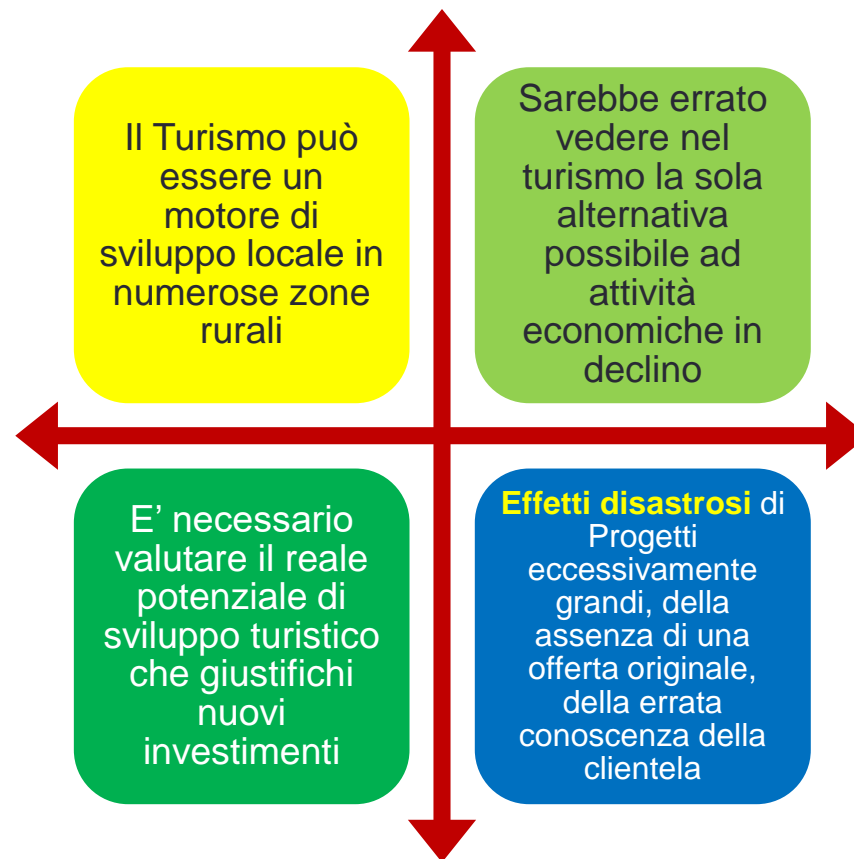 Il Turismo può
essere un
motore di
sviluppo locale in
numerose zone
rurali
Sarebbe errato
vedere nel
turismo la sola
alternativa
possibile ad
attività
economiche in
declino
E’ necessario
valutare il reale
potenziale di
sviluppo turistico
che giustifichi
nuovi
investimenti
Effetti disastrosi di
Progetti
eccessivamente
grandi, della
assenza di una
offerta originale,
della errata
conoscenza della
clientela